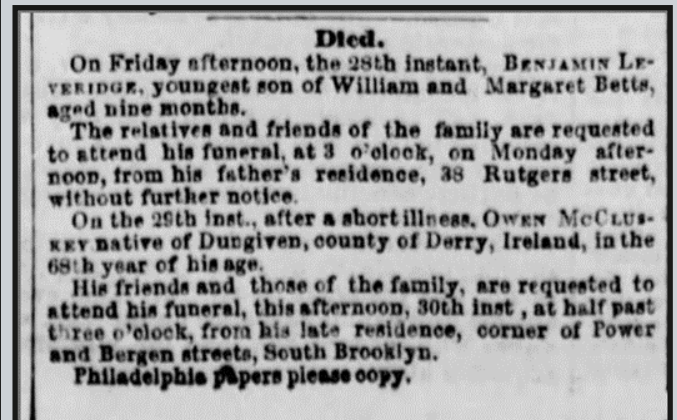 Died.
On Friday afternoon, the 28th instant, BENJAMIN LE-
VERIDGE, youngest son of William and Margaret Betts,
aged nine months.
The relatives and friends of the family are requested
to attend his funeral, at 3 o'clock, on Monday after-
noon, from his father's residence, 38 Rutgers street,
without further notice.
On the 29th inst., after a short illness, OWEN MCCLUS-
KEY native of Dungiven, county of Derry, Ireland, in the
68th year of his age.
His friends and those of the family, are requested to
attend his funeral, this afternoon, 30th inst, at half past
three o'clock, from his late residence, corner of Power
and Bergen streets, South Brooklyn.
Philadelphia papers please copy.